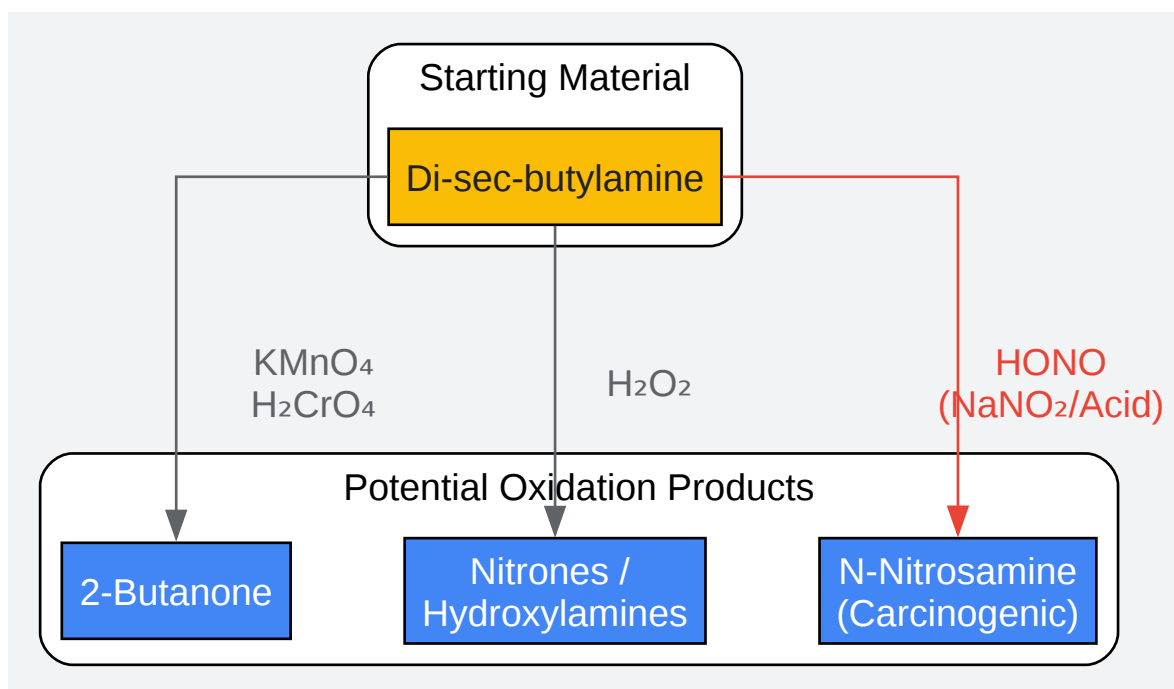 Starting Material
Di-sec-butylamine
KMnO₄
H₂CrO₄
H₂O₂
HONO
(NaNO₂/Acid)
Potential Oxidation Products
2-Butanone
Nitrones /
Hydroxylamines
N-Nitrosamine
(Carcinogenic)